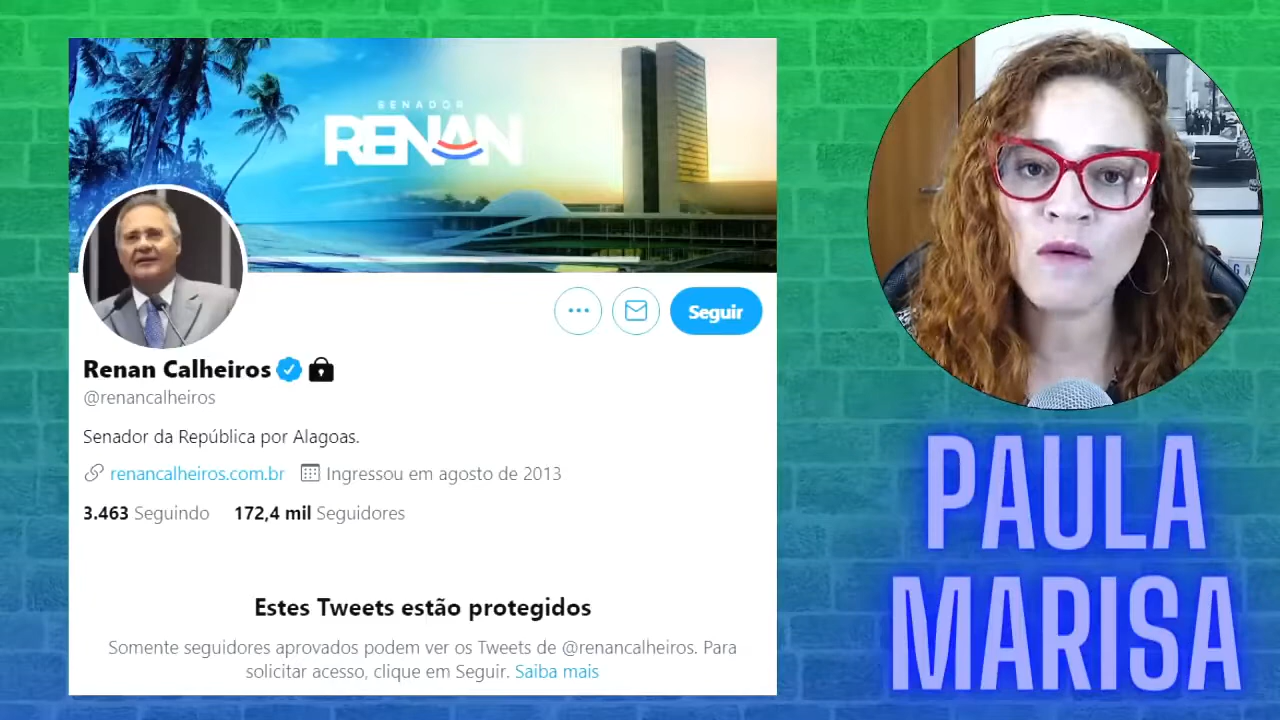 SENADOR
RENAN
Seguir
Renan Calheiros
@renancalheiros
Senador da República por Alagoas.
renancalheiros.com.br Ingressou em agosto de 2013
3.463 Seguindo 172,4 mil Seguidores
Estes Tweets estão protegidos
Somente seguidores aprovados podem ver os Tweets de @renancalheiros. Para
solicitar acesso, clique em Seguir. Saiba mais
PAULA
MARISA